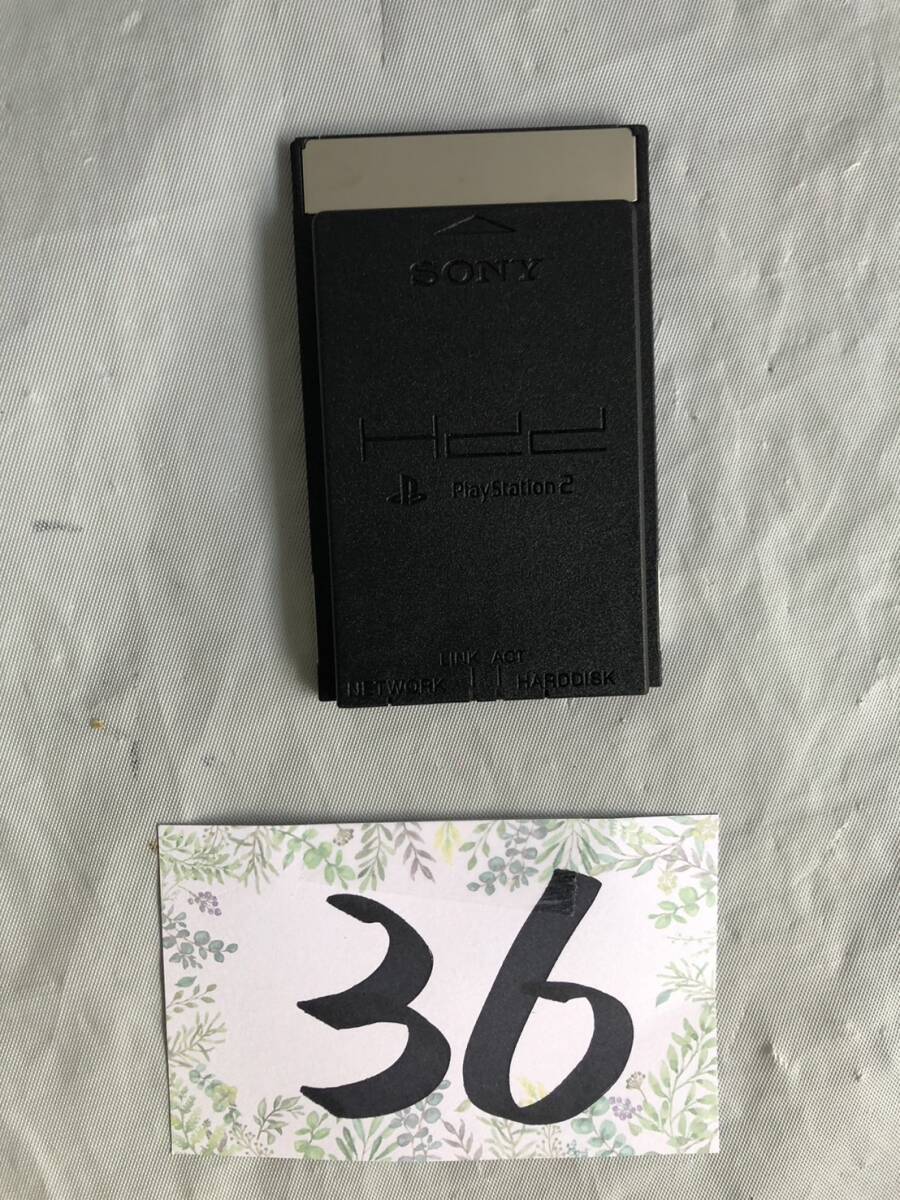 SONY
Hdd
PlayStation 2
LINK ACT
NETWORK HARDDISK
36